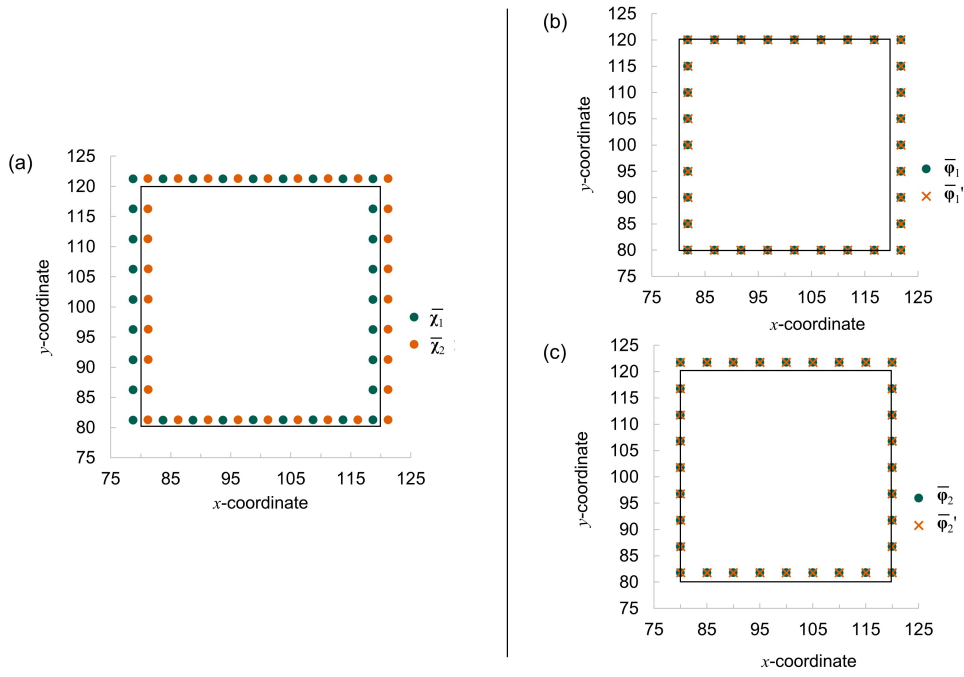 (a)
125
120
115
110
105
100
95
90
85
80
75
75 85 95 105 115 125
y-coordinate
x-coordinate
χ̅₁
χ̅₂
(b)
125
120
115
110
105
100
95
90
85
80
75
75 85 95 105 115 125
y-coordinate
x-coordinate
φ̅₁
φ̅₁'
(c)
125
120
115
110
105
100
95
90
85
80
75
75 85 95 105 115 125
y-coordinate
x-coordinate
φ̅₂
φ̅₂'